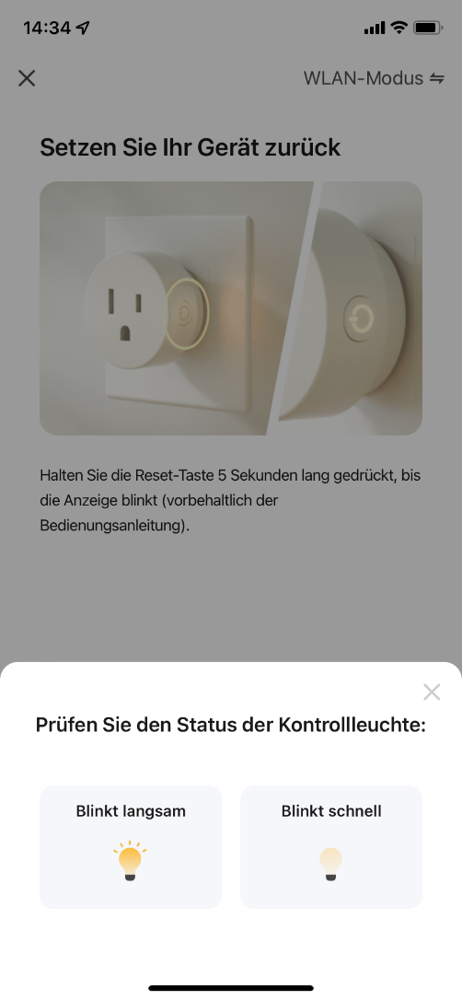 14:34
WLAN-Modus
Setzen Sie Ihr Gerät zurück
Halten Sie die Reset-Taste 5 Sekunden lang gedrückt, bis
die Anzeige blinkt (vorbehaltlich der
Bedienungsanleitung).
Prüfen Sie den Status der Kontrollleuchte:
Blinkt langsam
Blinkt schnell